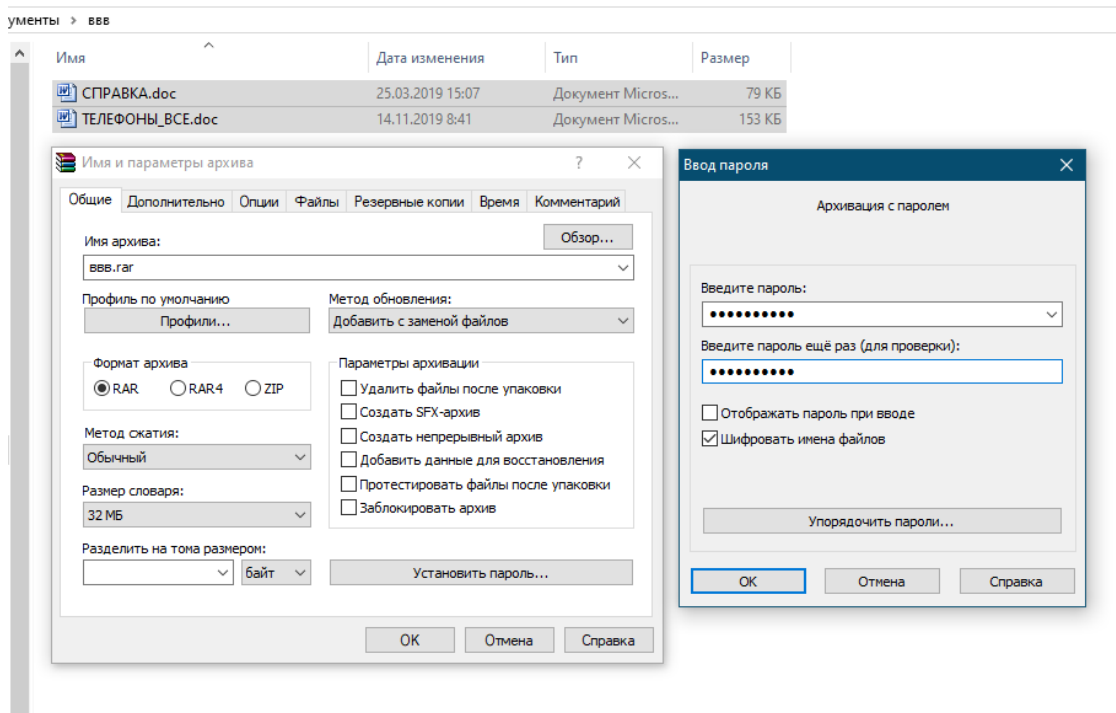 ументы > ввв
Имя Дата изменения Тип Размер
СПРАВКА.doc 25.03.2019 15:07 Документ Micros... 79 КБ
ТЕЛЕФОНЫ_ВСЕ.doc 14.11.2019 8:41 Документ Micros... 153 КБ
Имя и параметры архива ?
Общие Дополнительно Опции Файлы Резервные копии Время Комментарий
Имя архива:
Обзор...
ввв.rar
Профиль по умолчанию
Профили...
Метод обновления:
Добавить с заменой файлов
Формат архива
RAR RAR4 ZIP
Метод сжатия:
Обычный
Размер словаря:
32 МБ
Разделить на тома размером:
байт
Параметры архивации
Удалить файлы после упаковки
Создать SFX-архив
Создать непрерывный архив
Добавить данные для восстановления
Протестировать файлы после упаковки
Заблокировать архив
Установить пароль...
OK Отмена Справка
Ввод пароля
Архивация с паролем
Введите пароль:
●●●●●●●●●●
Введите пароль ещё раз (для проверки):
●●●●●●●●●●
Отображать пароль при вводе
Шифровать имена файлов
Упорядочить пароли...
OK Отмена Справка